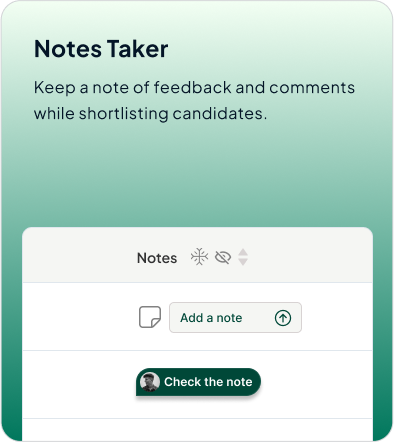 Notes Taker
Keep a note of feedback and comments
while shortlisting candidates.
Notes
Add a note
Check the note